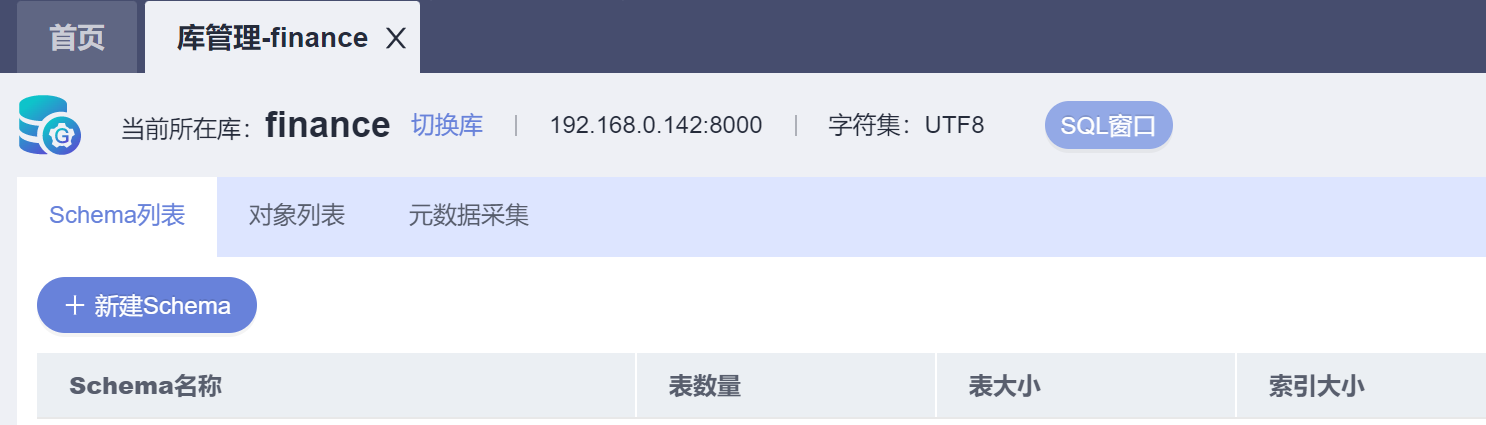 首页 库管理-finance X
当前所在库：finance 切换库 | 192.168.0.142:8000 | 字符集：UTF8 SQL窗口
G
Schema列表 对象列表 元数据采集
+ 新建Schema
Schema名称 表数量 表大小 索引大小